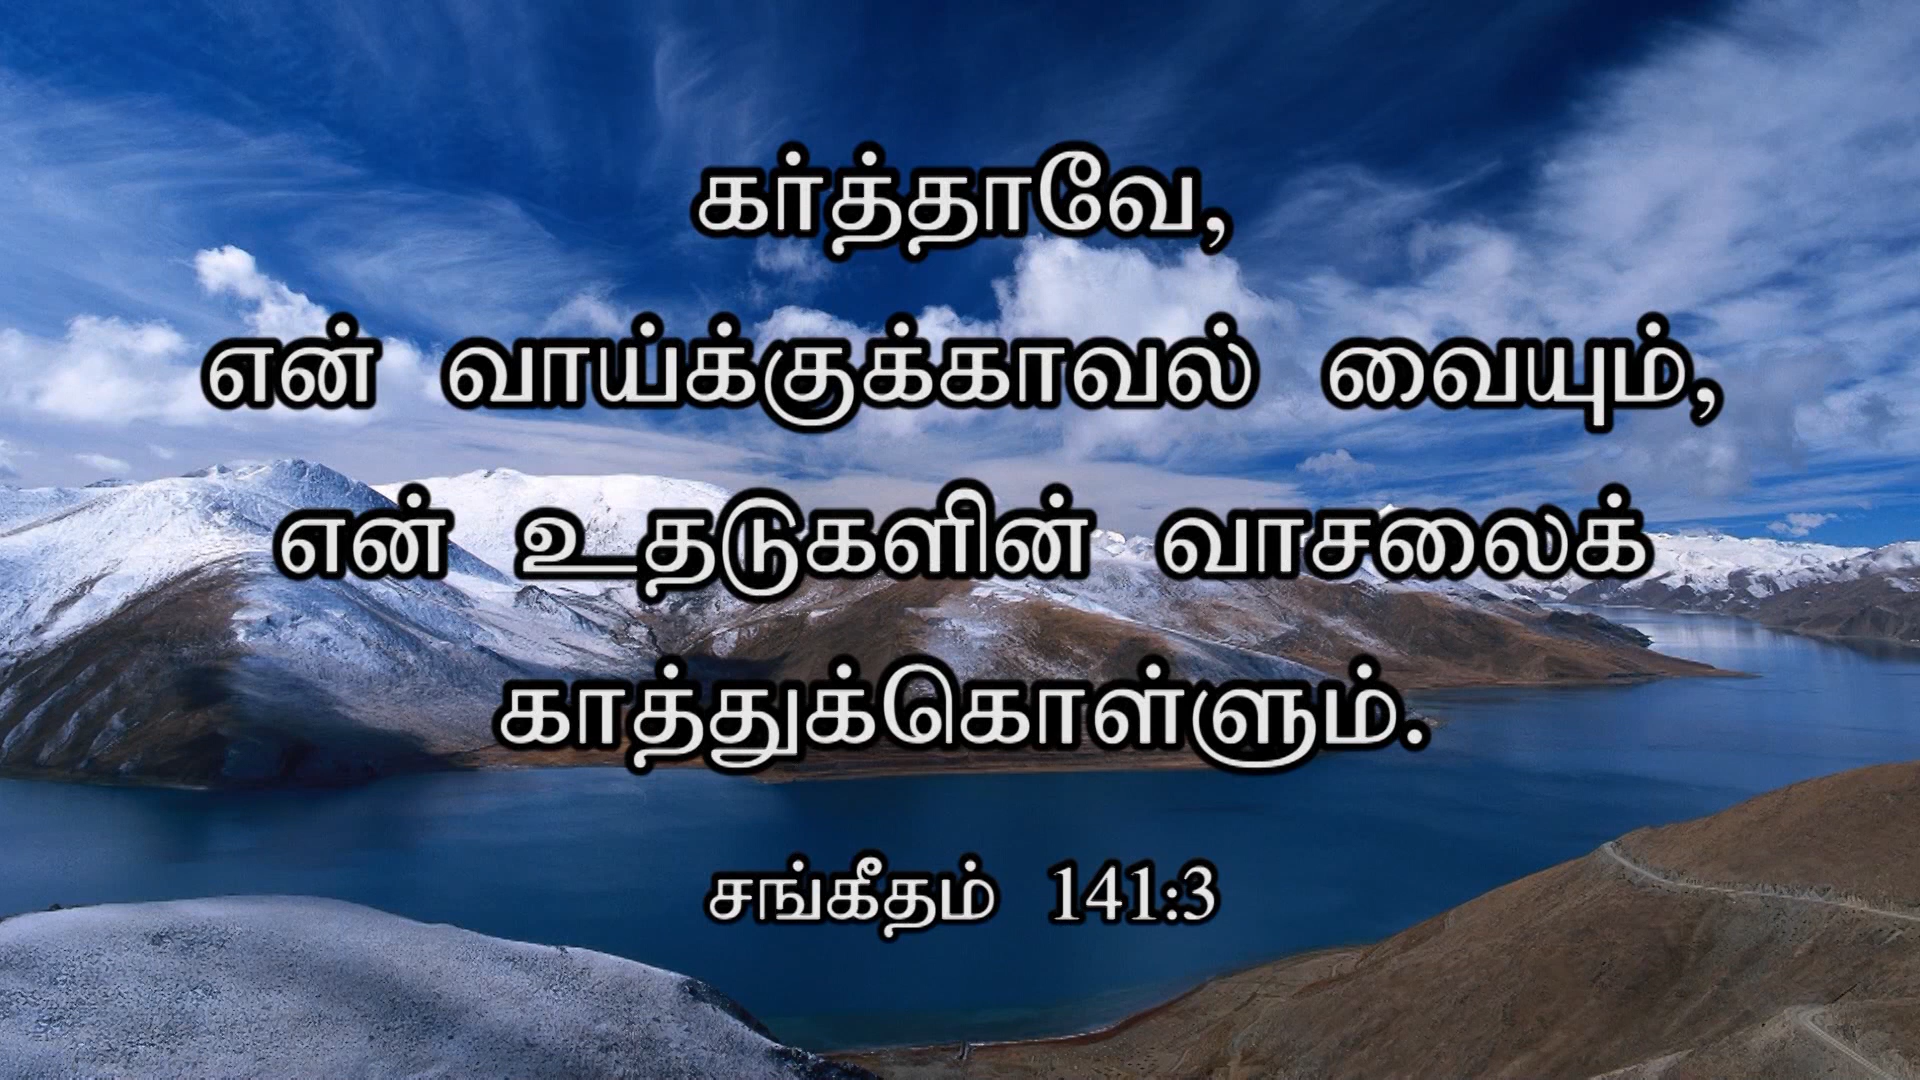 கர்த்தாவே,
என் வாய்க்குக்காவல் வையும்,
என் உதடுகளின் வாசலைக்
காத்துக்கொள்ளும்.
சங்கீதம் 141:3